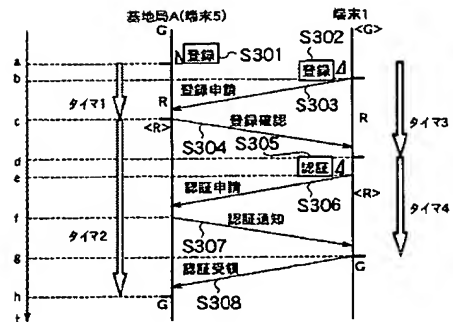 基地局A(端末5)
端末1
G
<G>
登録
S301
S302
登録
a
b
登録申請
S303
タイマ1
R
R
タイマ3
c
<R>
登録確認
S304
S305
d
認証
e
認証申請
S306
<R>
タイマ4
f
認証通知
S307
タイマ2
g
G
認証受領
S308
h
G
t